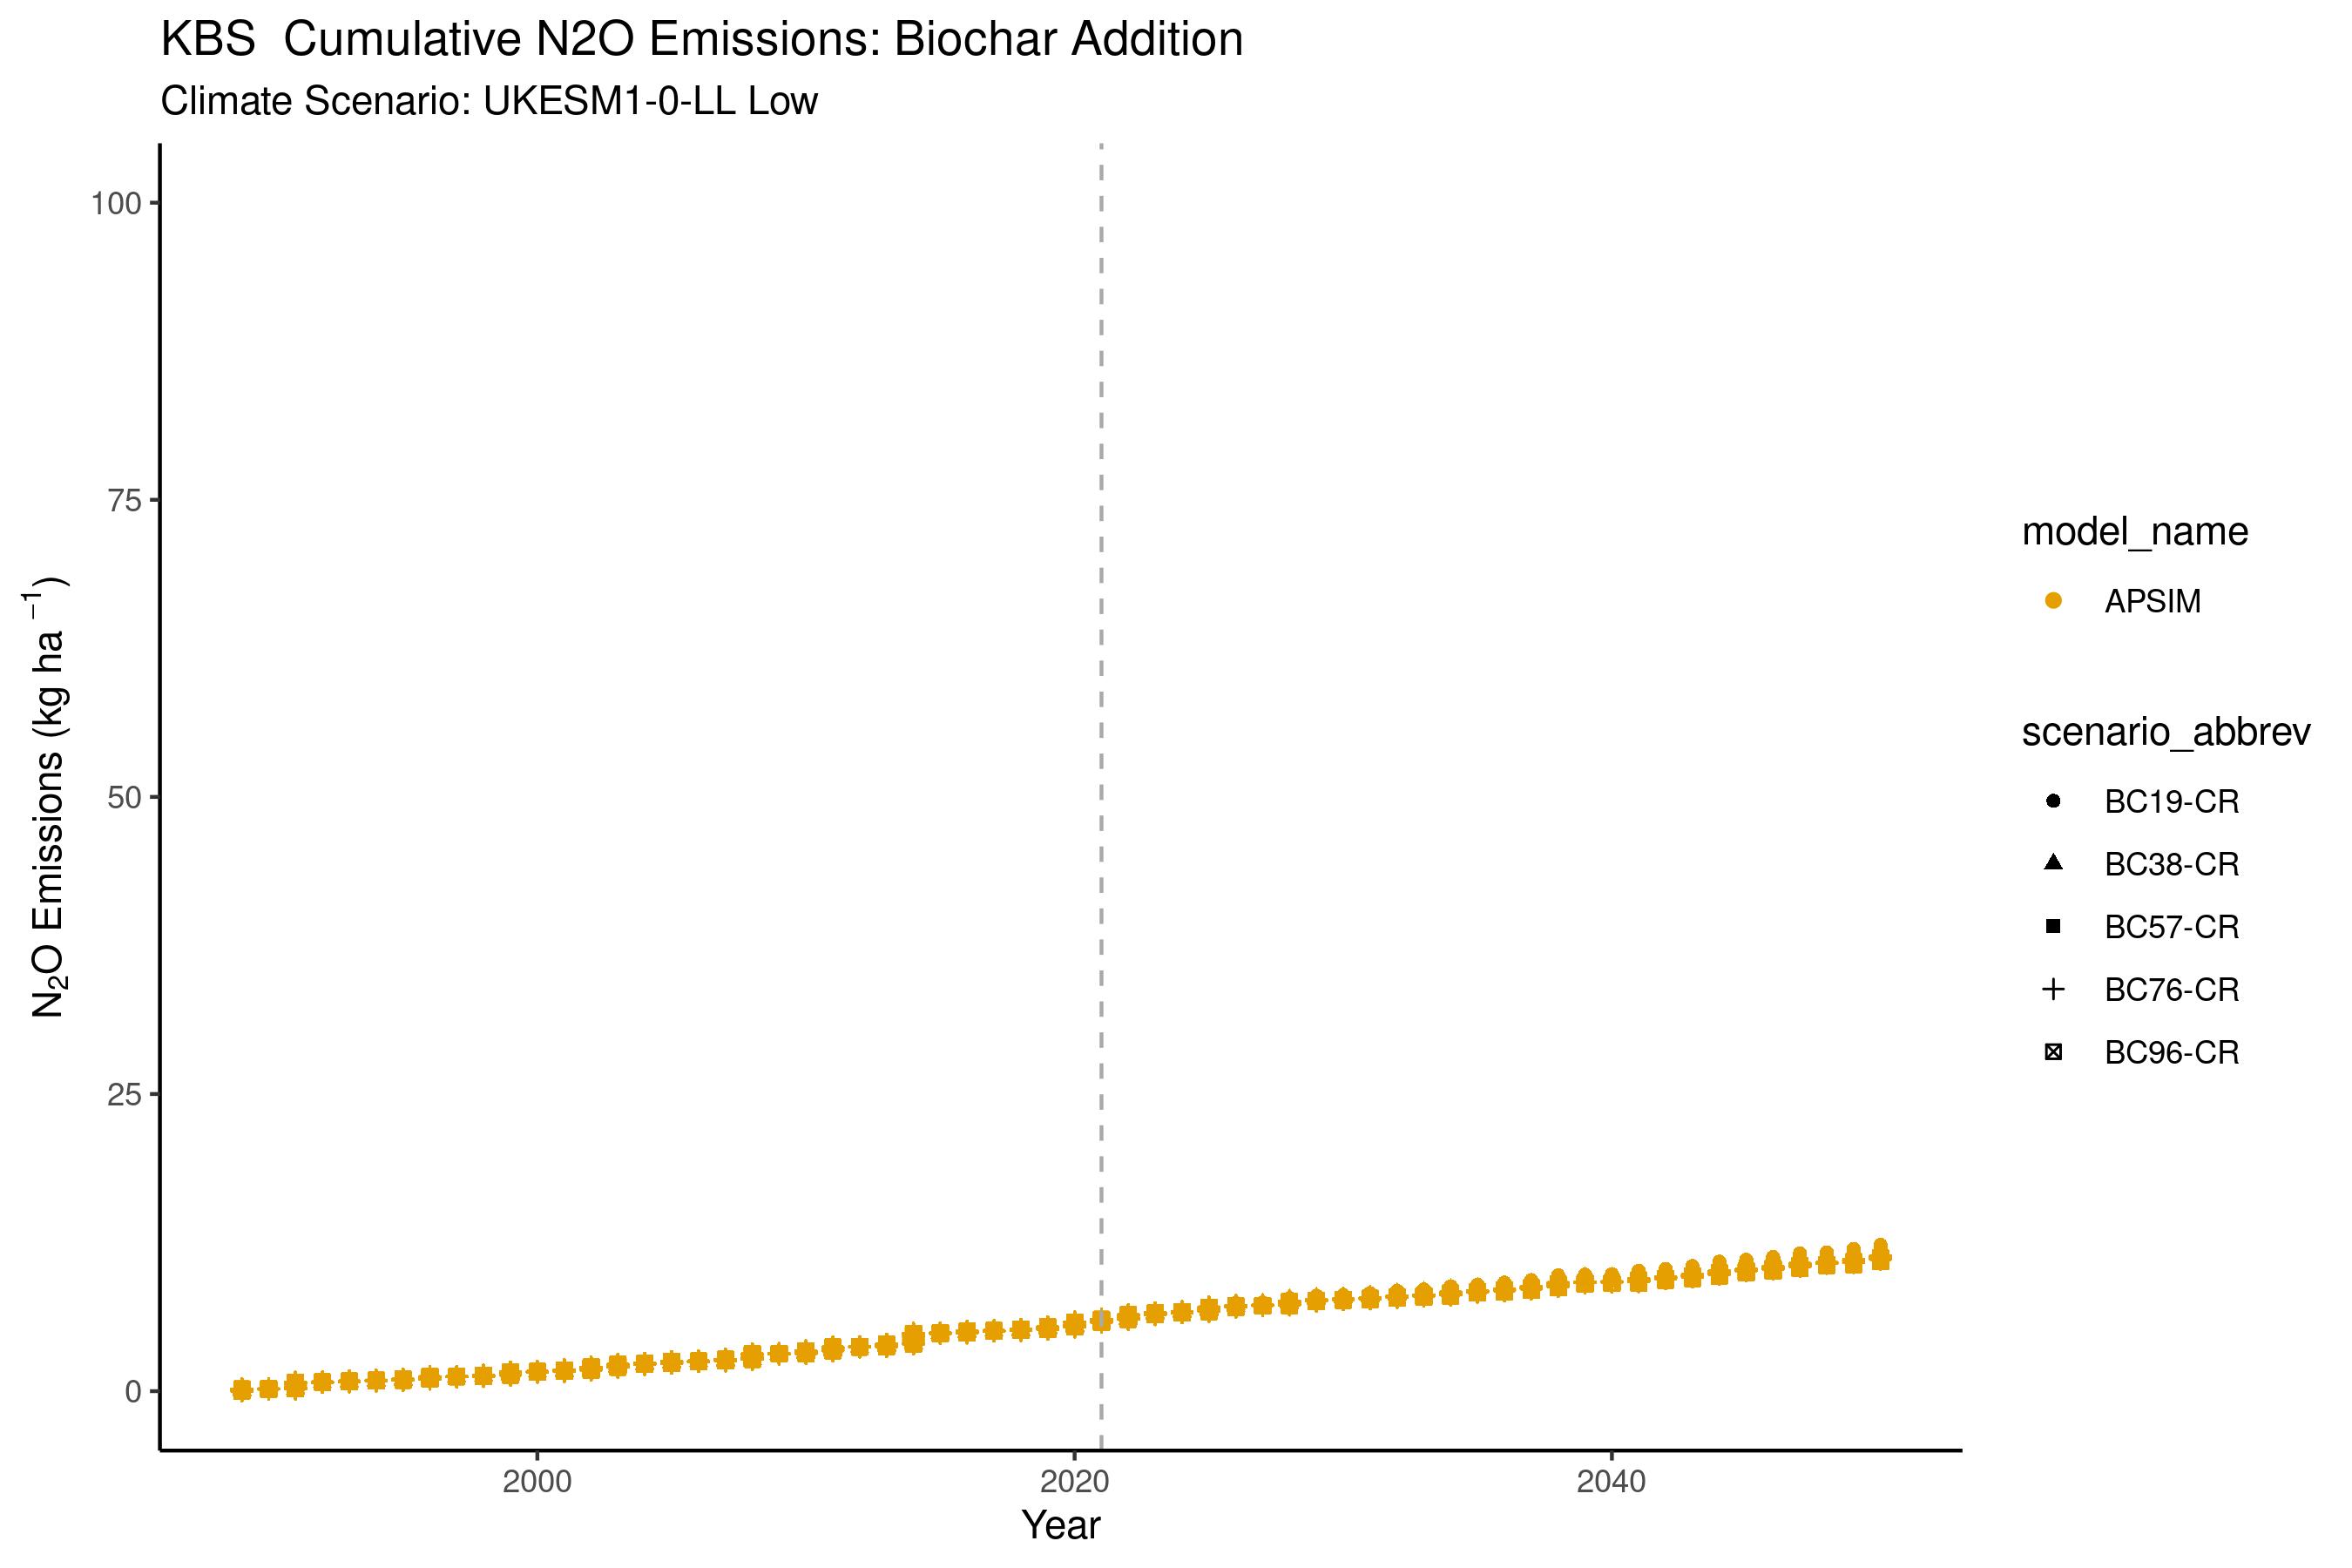 KBS  Cumulative N2O Emissions: Biochar Addition
Climate Scenario: UKESM1-0-LL Low
N₂O Emissions (kg ha⁻¹)
100
75
50
25
0
2000
2020
2040
Year
model_name
APSIM
scenario_abbrev
BC19-CR
BC38-CR
BC57-CR
BC76-CR
BC96-CR